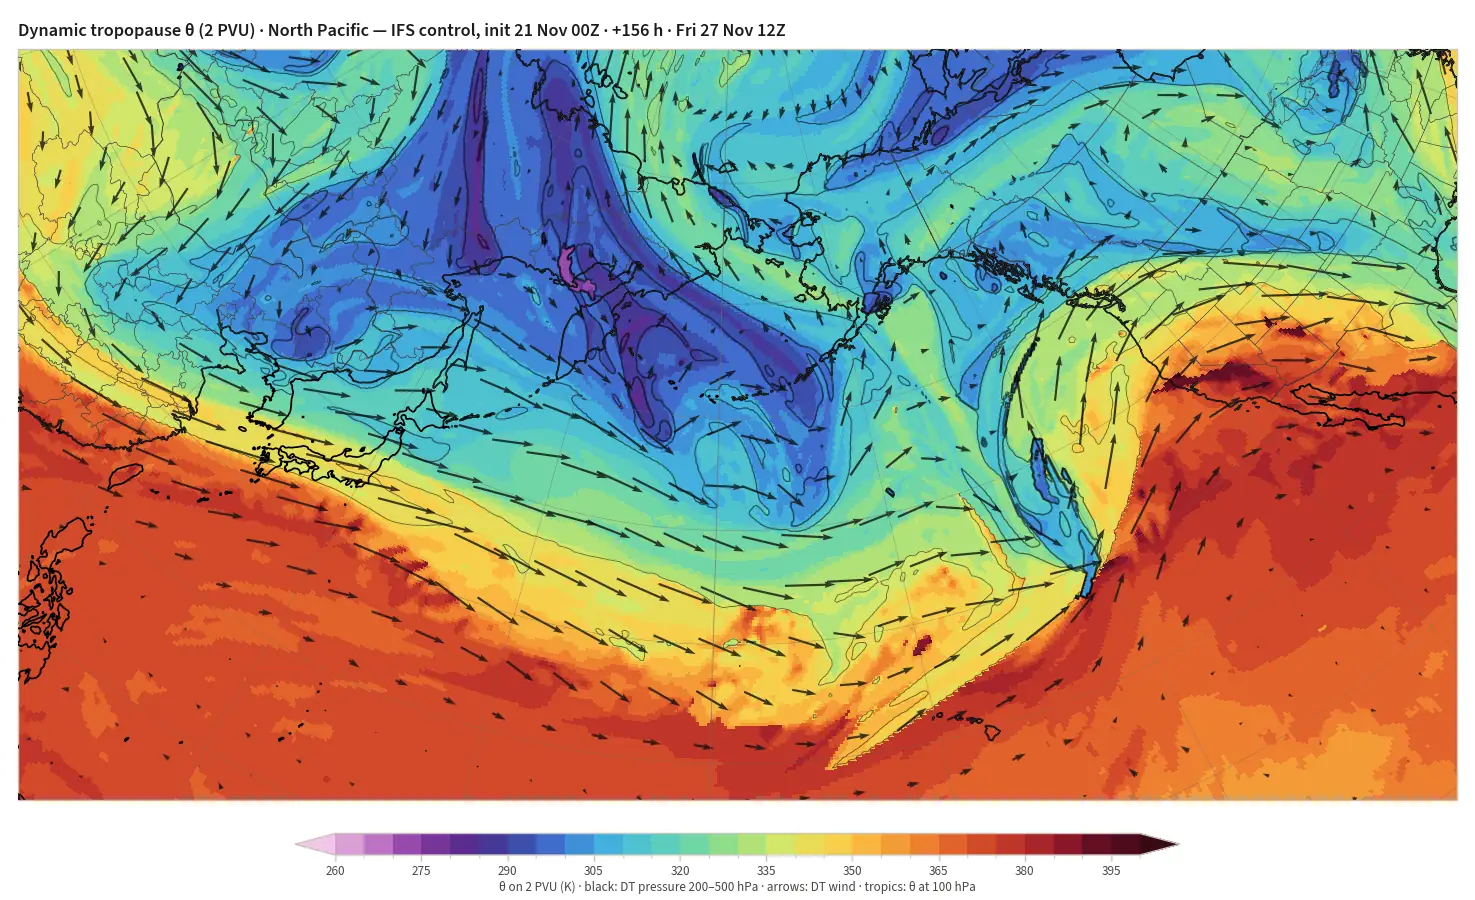 Dynamic tropopause θ (2 PVU) · North Pacific — IFS control, init 21 Nov 00Z · +156 h · Fri 27 Nov 12Z
260 275 290 305 320 335 350 365 380 395
θ on 2 PVU (K) · black: DT pressure 200–500 hPa · arrows: DT wind · tropics: θ at 100 hPa